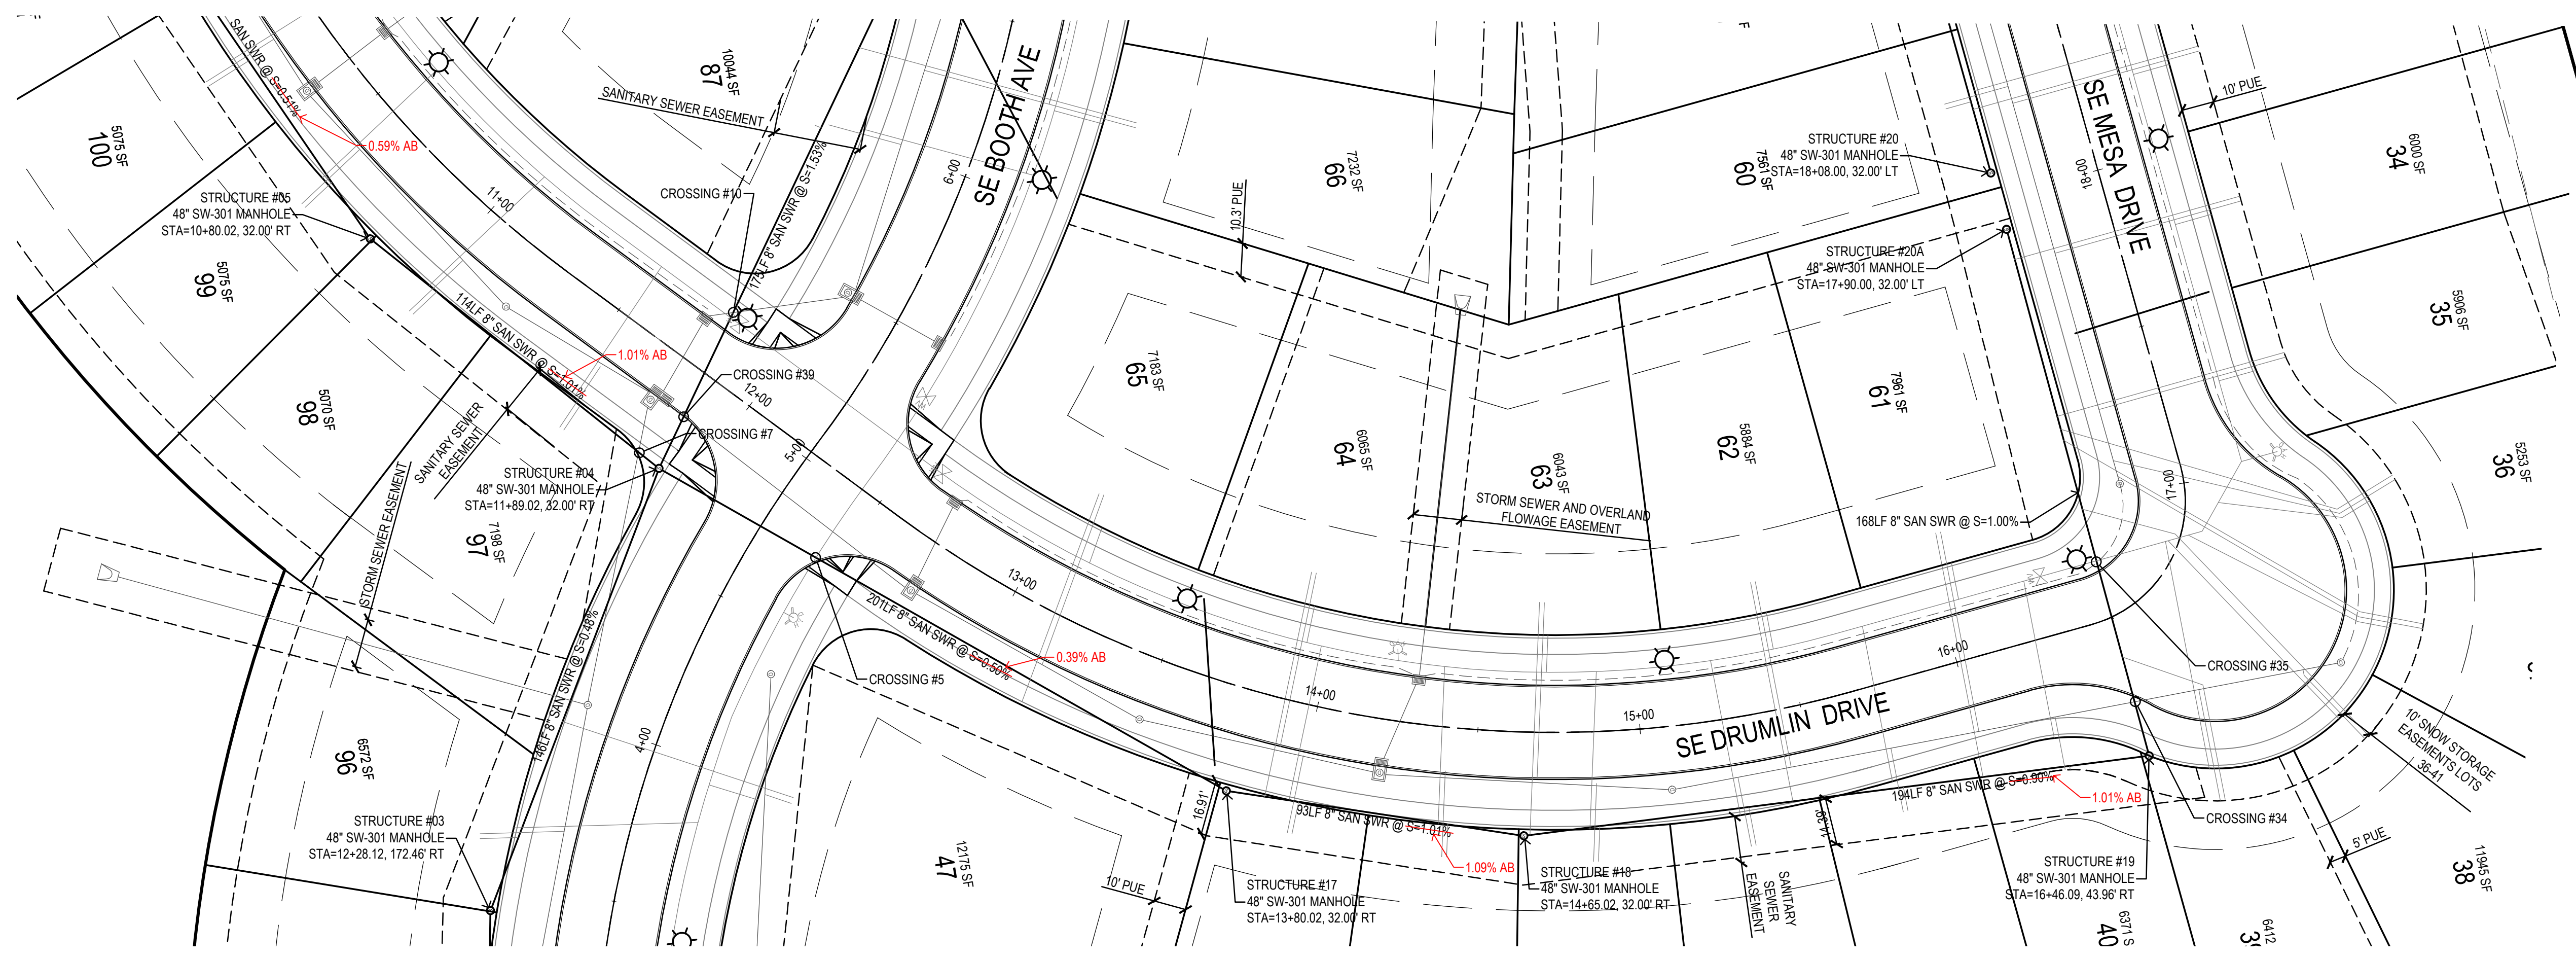 SAN SWR @ S=0.51%
0.59% AB
5075 SF
100
STRUCTURE #05
48" SW-301 MANHOLE
STA=10+80.02, 32.00' RT
5075 SF
99
11+00
10044 SF
87
SANITARY SEWER EASEMENT
CROSSING #10
175LF 8" SAN SWR @ S=1.53%
SE BOOTH AVE
6+00
114LF 8" SAN SWR @ S=1.01%
1.01% AB
CROSSING #39
12+00
CROSSING #7
5+00
5070 SF
98
SANITARY SEWER
EASEMENT
STORM SEWER EASEMENT
STRUCTURE #04
48" SW-301 MANHOLE
STA=11+89.02, 32.00' RT
7198 SF
97
146LF 8" SAN SWR @ S=0.48%
6572 SF
96
4+00
STRUCTURE #03
48" SW-301 MANHOLE
STA=12+28.12, 172.46' RT
201LF 8" SAN SWR @ S=0.50%
0.39% AB
CROSSING #5
13+00
12175 SF
47
10' PUE
16.91'
7232 SF
66
10.3' PUE
7183 SF
65
6065 SF
64
6043 SF
63
STORM SEWER AND OVERLAND
FLOWAGE EASEMENT
5884 SF
62
7961 SF
61
7561 SF
60
STRUCTURE #20
48" SW-301 MANHOLE
STA=18+08.00, 32.00' LT
STRUCTURE #20A
48" SW-301 MANHOLE
STA=17+90.00, 32.00' LT
SE MESA DRIVE
18+00
10' PUE
6000 SF
34
5906 SF
35
5253 SF
36
17+00
168LF 8" SAN SWR @ S=1.00%
CROSSING #35
16+00
SE DRUMLIN DRIVE
15+00
14+00
93LF 8" SAN SWR @ S=1.01%
1.09% AB
STRUCTURE #17
48" SW-301 MANHOLE
STA=13+80.02, 32.00' RT
STRUCTURE #18
48" SW-301 MANHOLE
STA=14+65.02, 32.00' RT
SANITARY
SEWER
EASEMENT
14.39'
194LF 8" SAN SWR @ S=0.90%
1.01% AB
CROSSING #34
STRUCTURE #19
48" SW-301 MANHOLE
STA=16+46.09, 43.96' RT
10' SNOW STORAGE
EASEMENTS LOTS
36-41
5' PUE
11945 SF
38
6371 S
40
6412